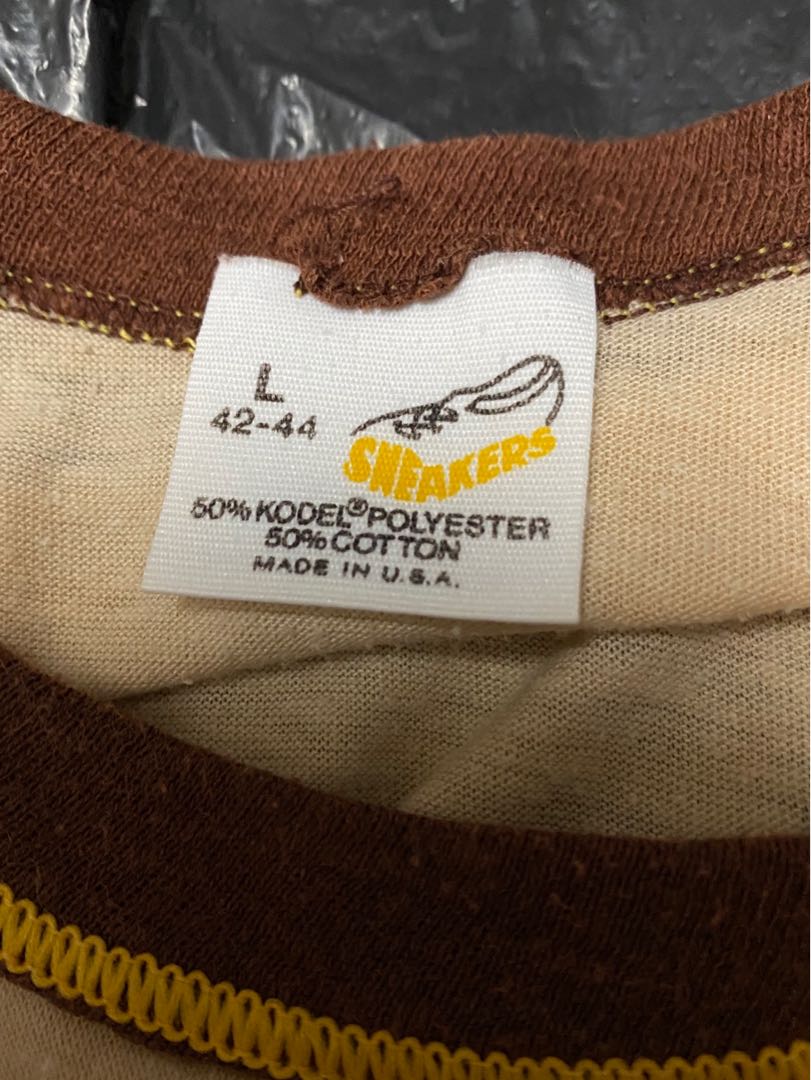 L
42-44
SNEAKERS
50% KODEL® POLYESTER
50% COTTON
MADE IN U.S.A.